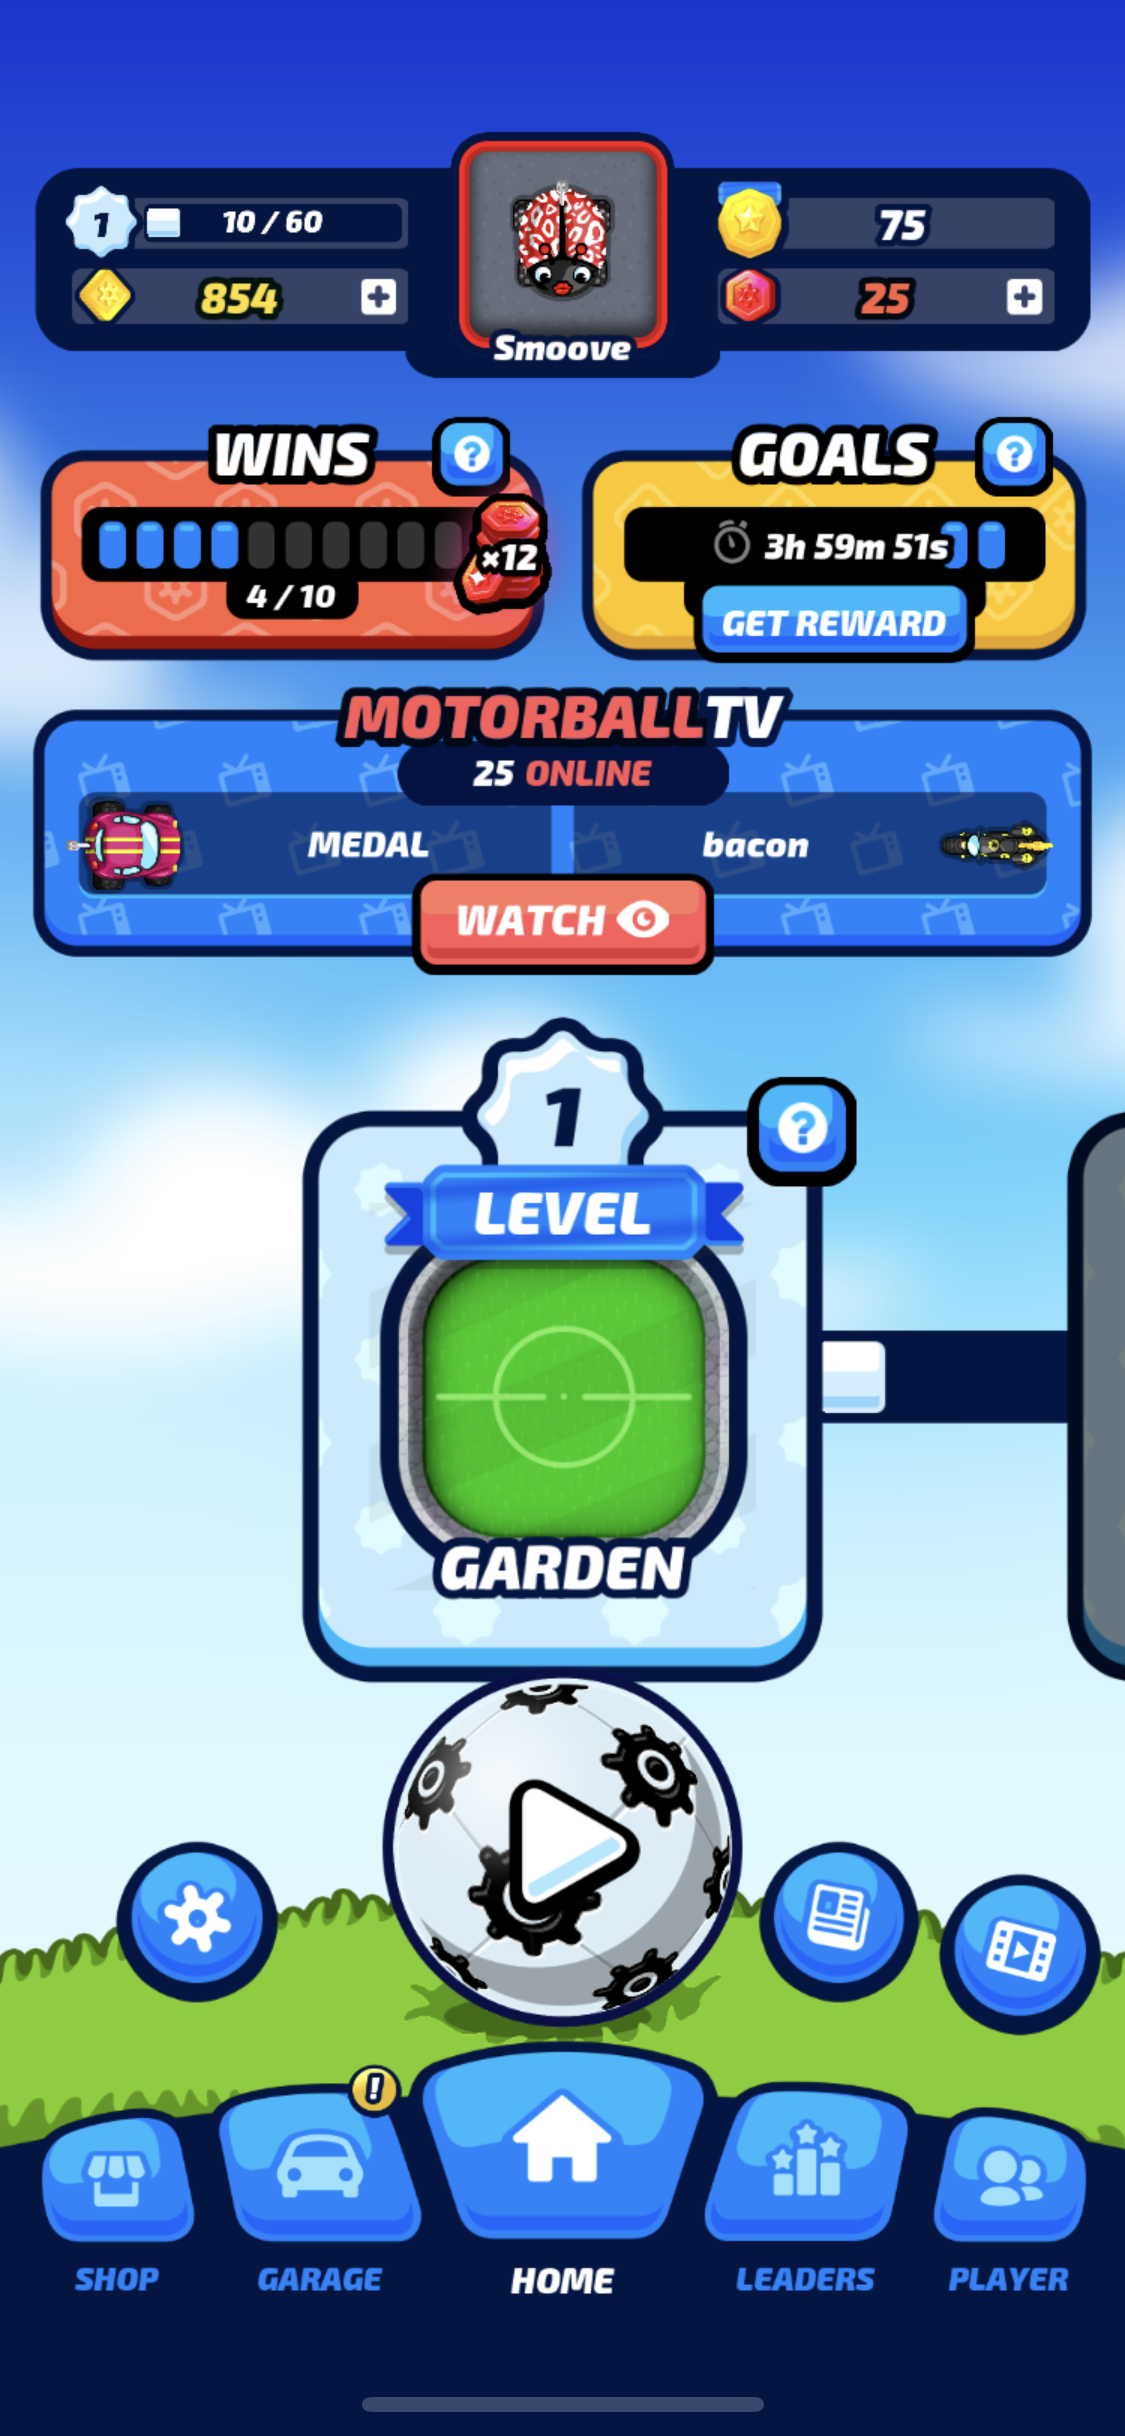 1
10 / 60
75
854
25
Smoove
WINS
?
GOALS
?
×12
4 / 10
3h 59m 51s
GET REWARD
MOTORBALLTV
25 ONLINE
MEDAL
bacon
WATCH
1
?
LEVEL
GARDEN
!
SHOP
GARAGE
HOME
LEADERS
PLAYER